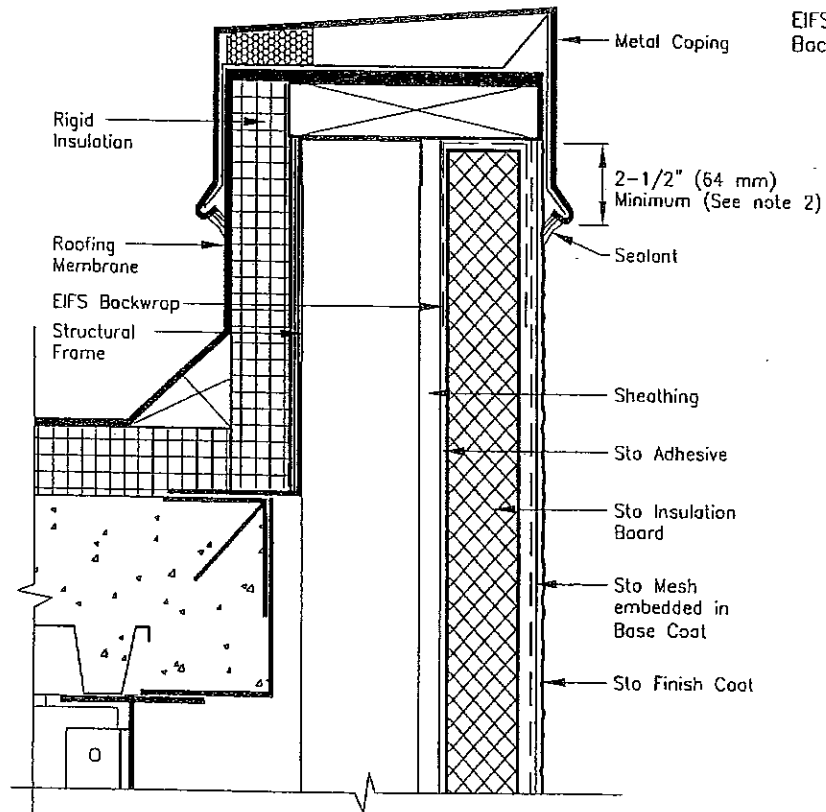 EIFS
Bac
Metal Coping
Rigid
Insulation
2-1/2" (64 mm)
Minimum (See note 2)
Roofing
Membrane
Sealant
EIFS Backwrap
Structural
Frame
Sheathing
Sto Adhesive
Sto Insulation
Board
Sto Mesh
embedded in
Base Coat
Sto Finish Coat